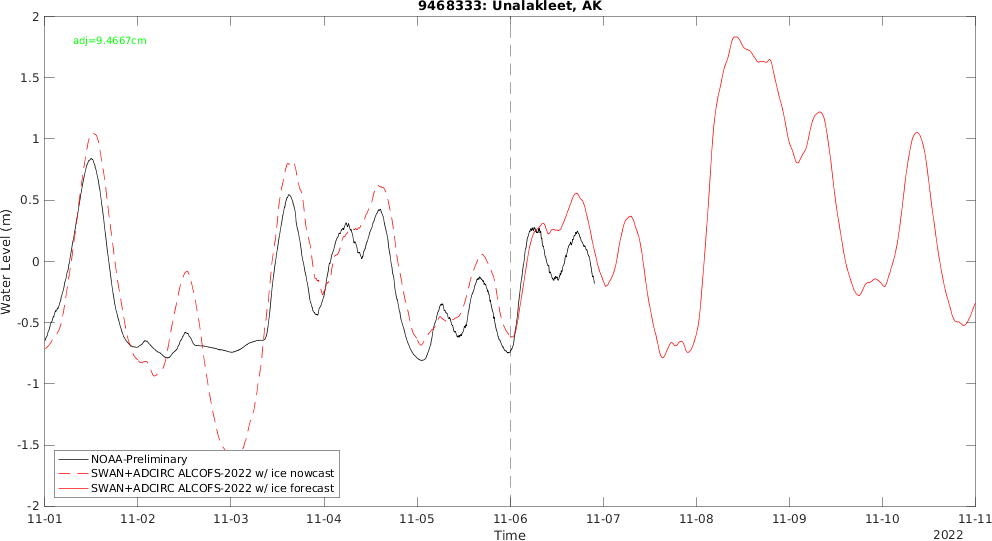 9468333: Unalakleet, AK
adj=9.4667cm
2
1.5
1
0.5
0
-0.5
-1
-1.5
-2
Water Level (m)
NOAA-Preliminary
SWAN+ADCIRC ALCOFS-2022 w/ ice nowcast
SWAN+ADCIRC ALCOFS-2022 w/ ice forecast
11-01 11-02 11-03 11-04 11-05 11-06 11-07 11-08 11-09 11-10 11-11
Time
2022